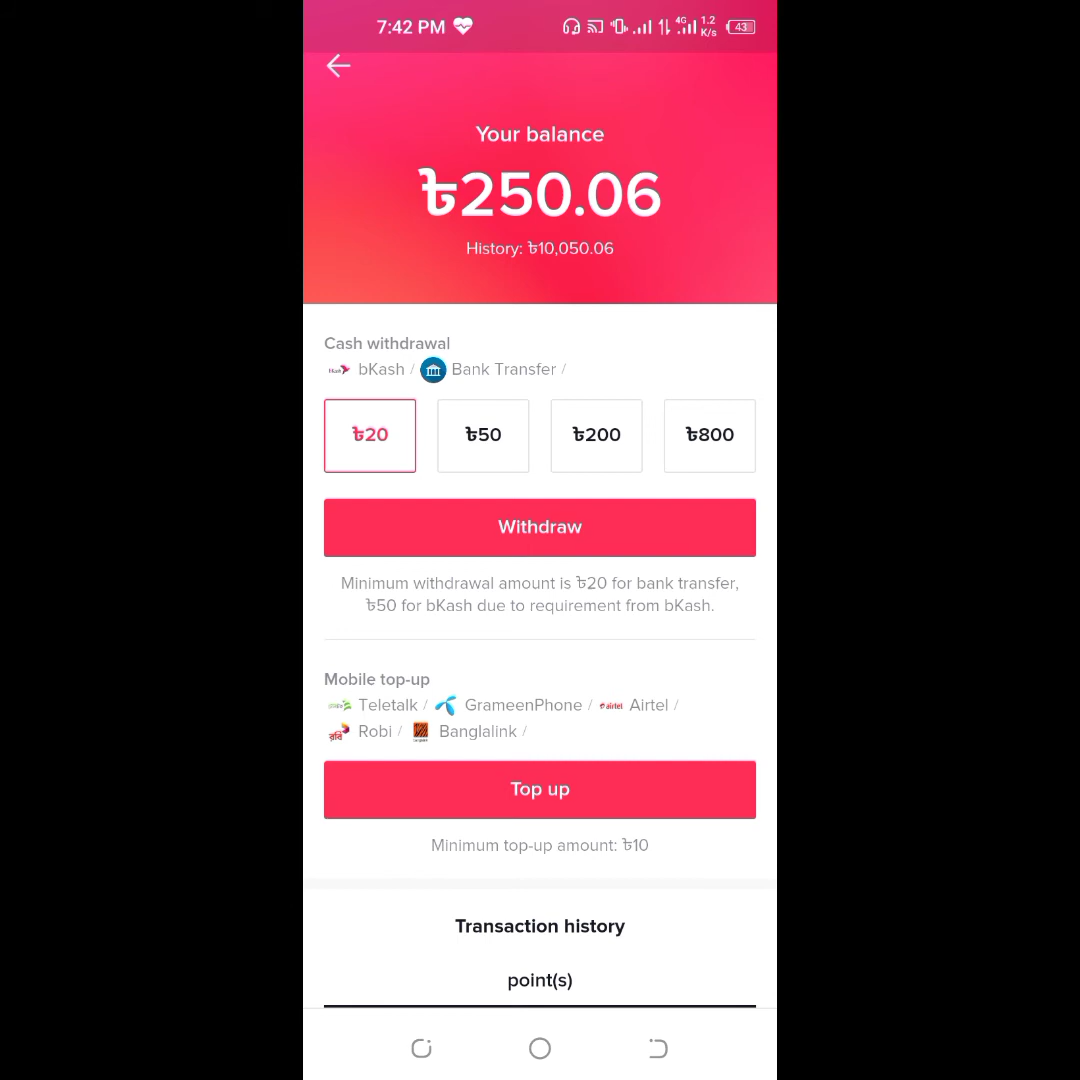 7:42 PM
4G 1.2 K/s 43
Your balance
৳250.06
History: ৳10,050.06
Cash withdrawal
bKash / Bank Transfer /
৳20 ৳50 ৳200 ৳800
Withdraw
Minimum withdrawal amount is ৳20 for bank transfer,
৳50 for bKash due to requirement from bKash.
Mobile top-up
Teletalk / GrameenPhone / airtel Airtel /
রবি Robi / Banglalink /
Top up
Minimum top-up amount: ৳10
Transaction history
point(s)